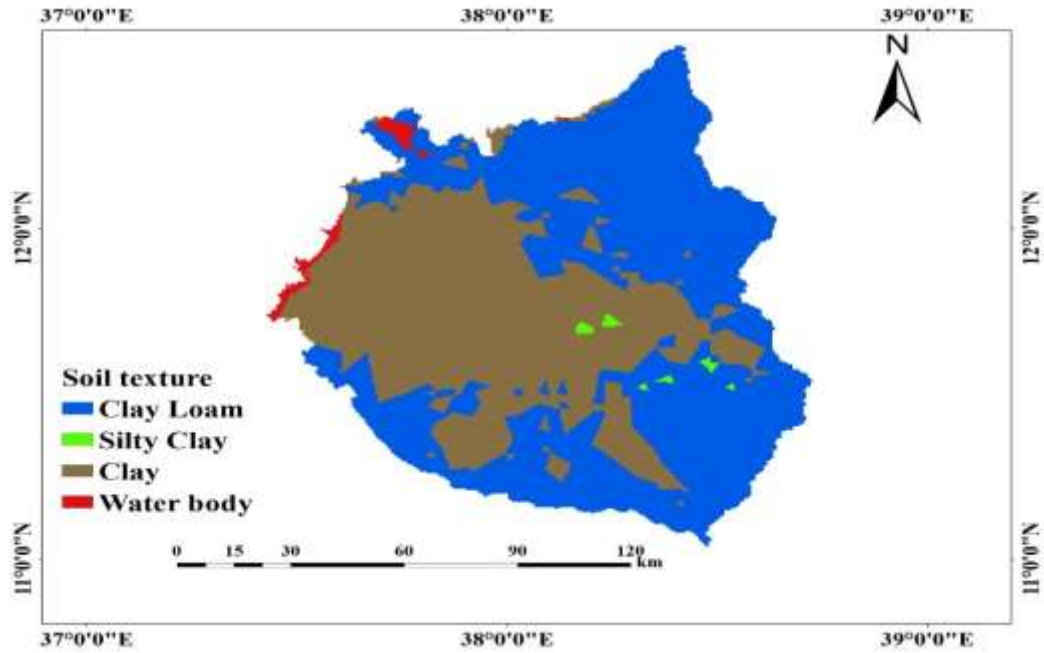 37°0'0"E 38°0'0"E 39°0'0"E
N
12°0'0"N 12°0'0"N
Soil texture
Clay Loam
Silty Clay
Clay
Water body
0 15 30 60 90 120
km
11°0'0"N 11°0'0"N
37°0'0"E 38°0'0"E 39°0'0"E